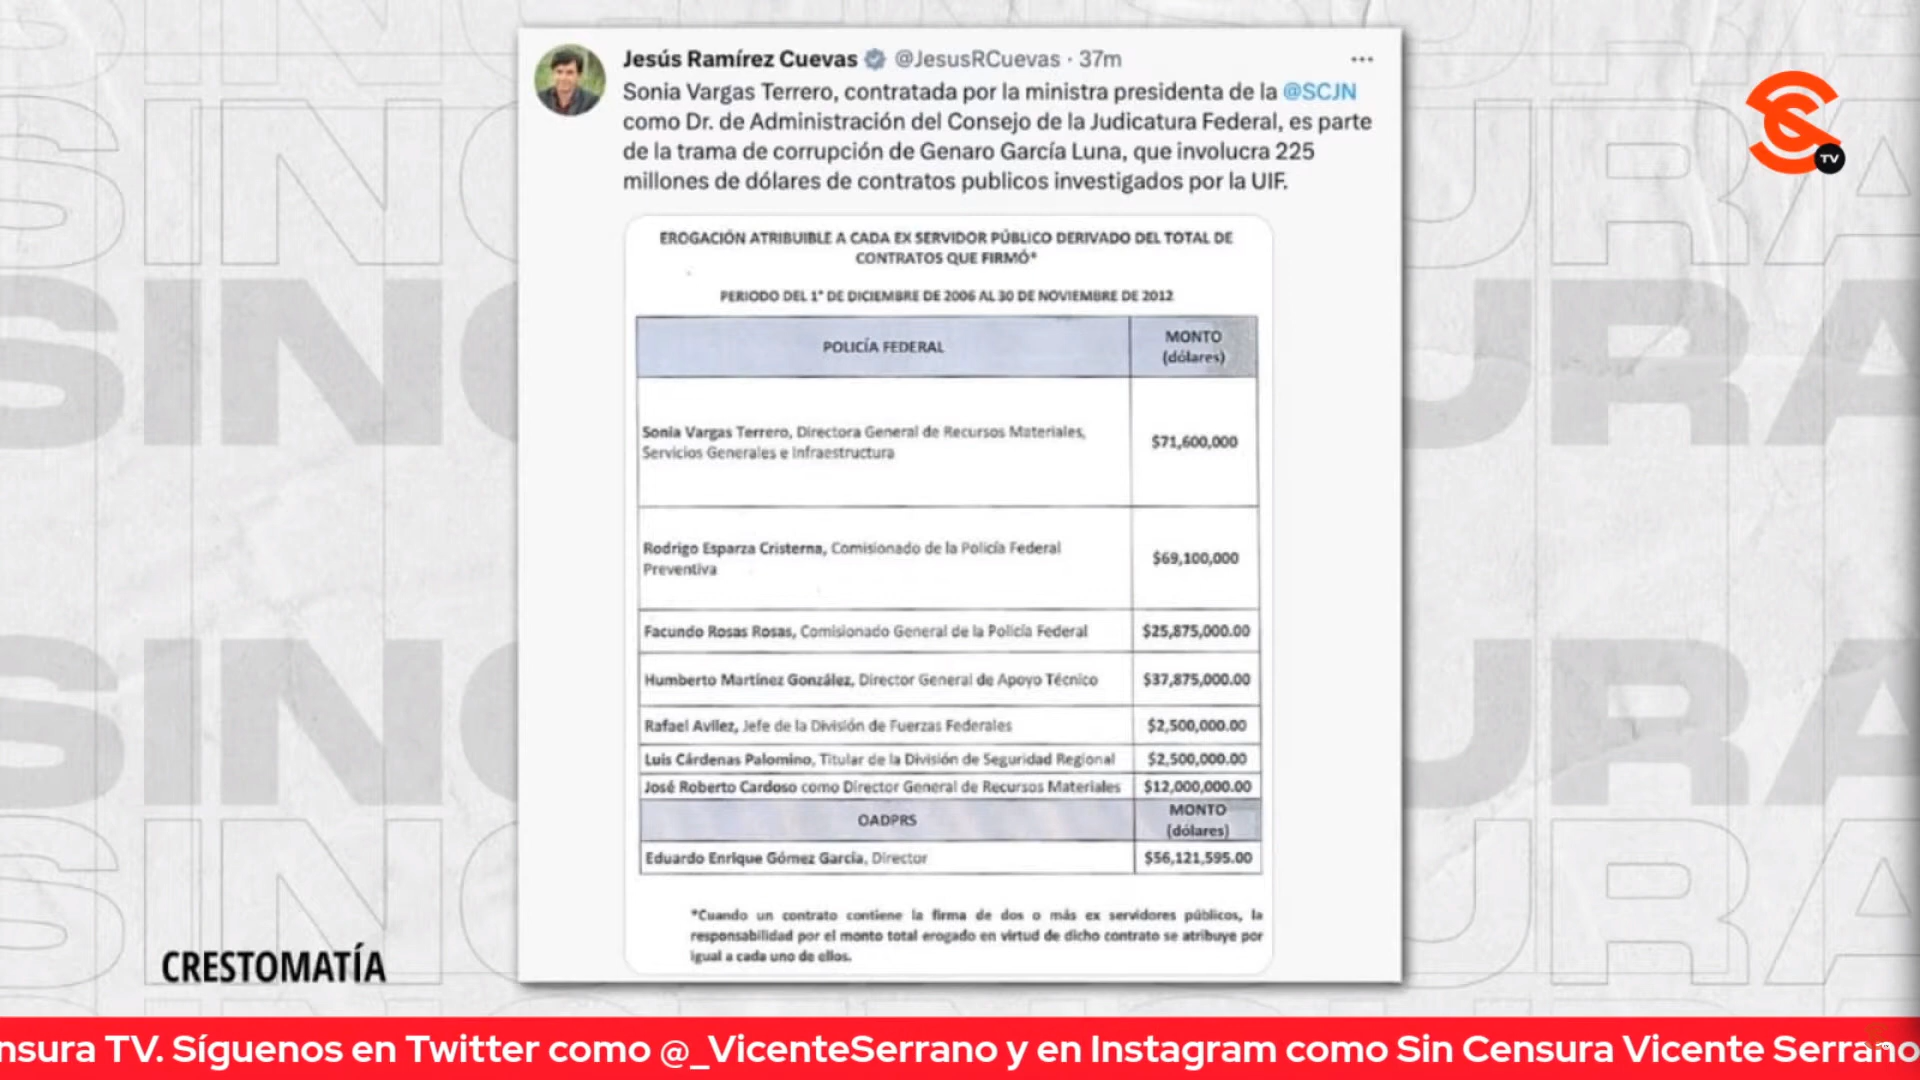 Jesús Ramírez Cuevas @JesusRCuevas · 37m
Sonia Vargas Terrero, contratada por la ministra presidenta de la @SCJN
como Dr. de Administración del Consejo de la Judicatura Federal, es parte
de la trama de corrupción de Genaro García Luna, que involucra 225
millones de dólares de contratos publicos investigados por la UIF.
TV
EROGACIÓN ATRIBUIBLE A CADA EX SERVIDOR PÚBLICO DERIVADO DEL TOTAL DE
CONTRATOS QUE FIRMÓ*
PERIODO DEL 1° DE DICIEMBRE DE 2006 AL 30 DE NOVIEMBRE DE 2012
POLICÍA FEDERAL
MONTO
(dólares)
Sonia Vargas Terrero, Directora General de Recursos Materiales,
Servicios Generales e Infraestructura
$71,600,000
Rodrigo Esparza Cristerna, Comisionado de la Policía Federal
Preventiva
$69,100,000
Facundo Rosas Rosas, Comisionado General de la Policía Federal
$25,875,000.00
Humberto Martínez González, Director General de Apoyo Técnico
$37,875,000.00
Rafael Avilez, Jefe de la División de Fuerzas Federales
$2,500,000.00
Luis Cárdenas Palomino, Titular de la División de Seguridad Regional
$2,500,000.00
José Roberto Cardoso como Director General de Recursos Materiales
$12,000,000.00
OADPRS
MONTO
(dólares)
Eduardo Enrique Gómez García, Director
$56,121,595.00
*Cuando un contrato contiene la firma de dos o más ex servidores públicos, la
responsabilidad por el monto total erogado en virtud de dicho contrato se atribuye por
igual a cada uno de ellos.
CRESTOMATÍA
nsura TV. Síguenos en Twitter como @_VicenteSerrano y en Instagram como Sin Censura Vicente Serrano